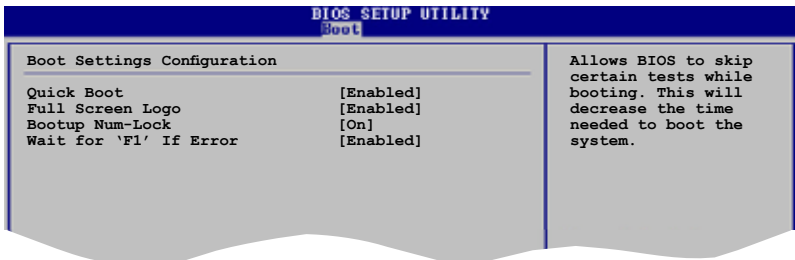 BIOS SETUP UTILITY
Boot
Boot Settings Configuration
Quick Boot [Enabled]
Full Screen Logo [Enabled]
Bootup Num-Lock [On]
Wait for ‘F1’ If Error [Enabled]
Allows BIOS to skip
certain tests while
booting. This will
decrease the time
needed to boot the
system.